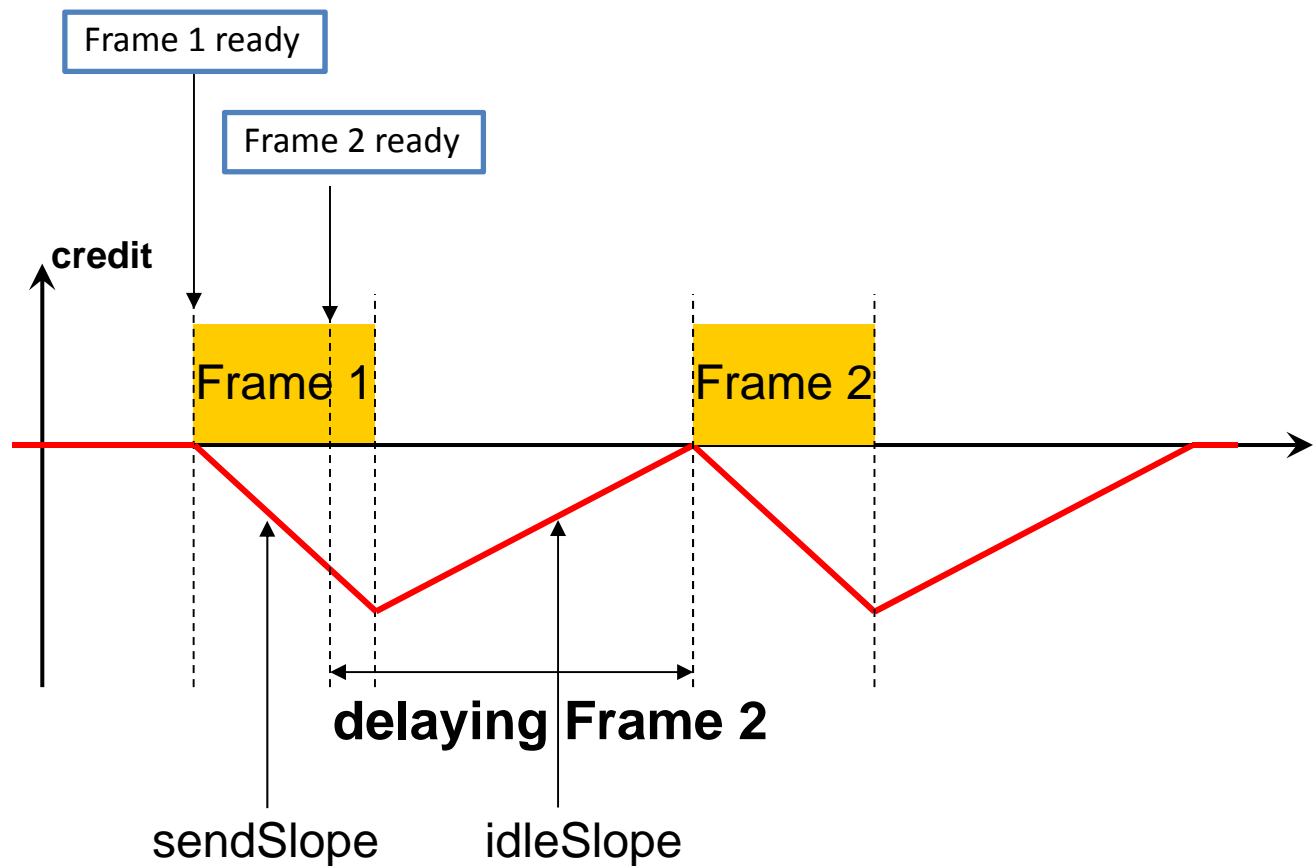 Frame 1 ready
Frame 2 ready
credit
Frame 1
Frame 2
delaying Frame 2
sendSlope
idleSlope